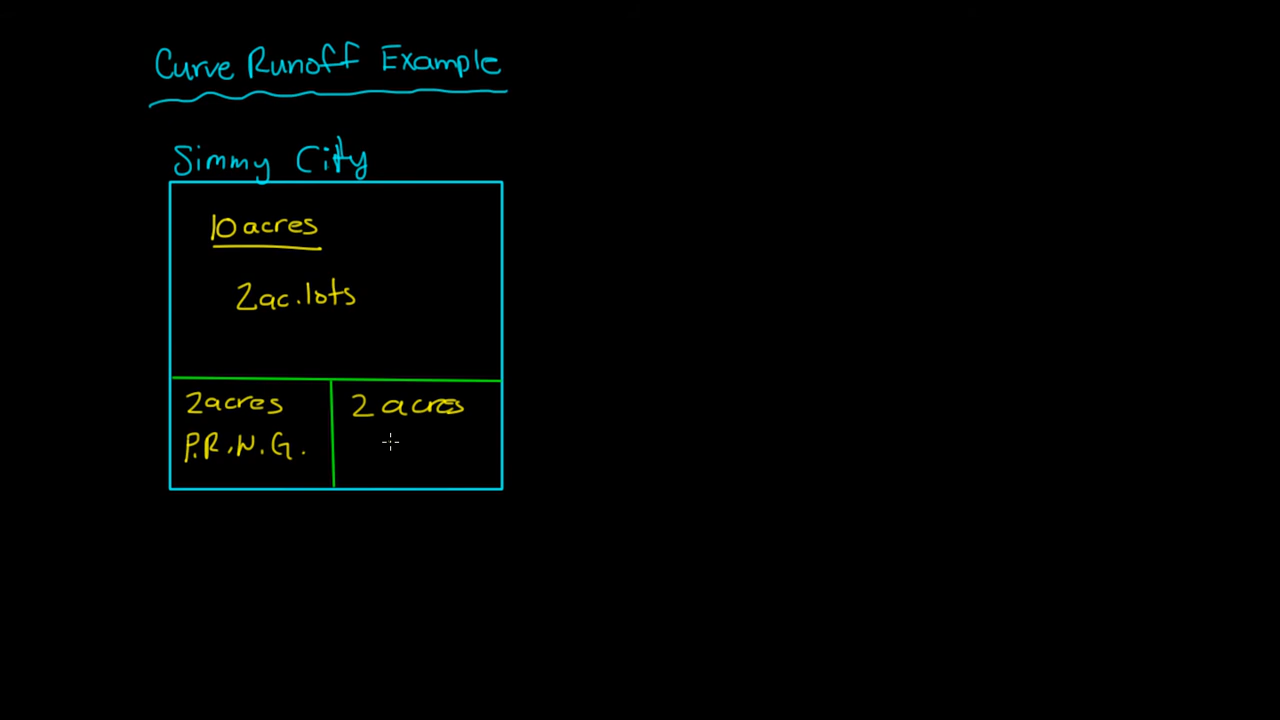 Curve Runoff Example
Simmy City
10 acres
2ac. lots
2acres
P.R.N.G.
2 acres